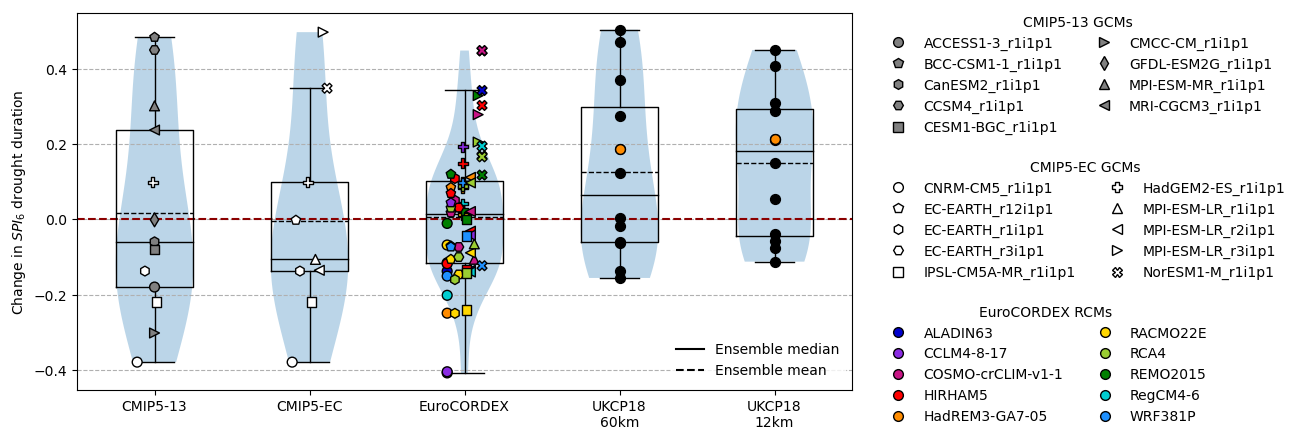 Change in SPI6 drought duration
0.4
0.2
0.0
−0.2
−0.4
CMIP5-13
CMIP5-EC
EuroCORDEX
UKCP18
60km
UKCP18
12km
Ensemble median
Ensemble mean
CMIP5-13 GCMs
ACCESS1-3_r1i1p1
BCC-CSM1-1_r1i1p1
CanESM2_r1i1p1
CCSM4_r1i1p1
CESM1-BGC_r1i1p1
CMCC-CM_r1i1p1
GFDL-ESM2G_r1i1p1
MPI-ESM-MR_r1i1p1
MRI-CGCM3_r1i1p1
CMIP5-EC GCMs
CNRM-CM5_r1i1p1
EC-EARTH_r12i1p1
EC-EARTH_r1i1p1
EC-EARTH_r3i1p1
IPSL-CM5A-MR_r1i1p1
HadGEM2-ES_r1i1p1
MPI-ESM-LR_r1i1p1
MPI-ESM-LR_r2i1p1
MPI-ESM-LR_r3i1p1
NorESM1-M_r1i1p1
EuroCORDEX RCMs
ALADIN63
CCLM4-8-17
COSMO-crCLIM-v1-1
HIRHAM5
HadREM3-GA7-05
RACMO22E
RCA4
REMO2015
RegCM4-6
WRF381P